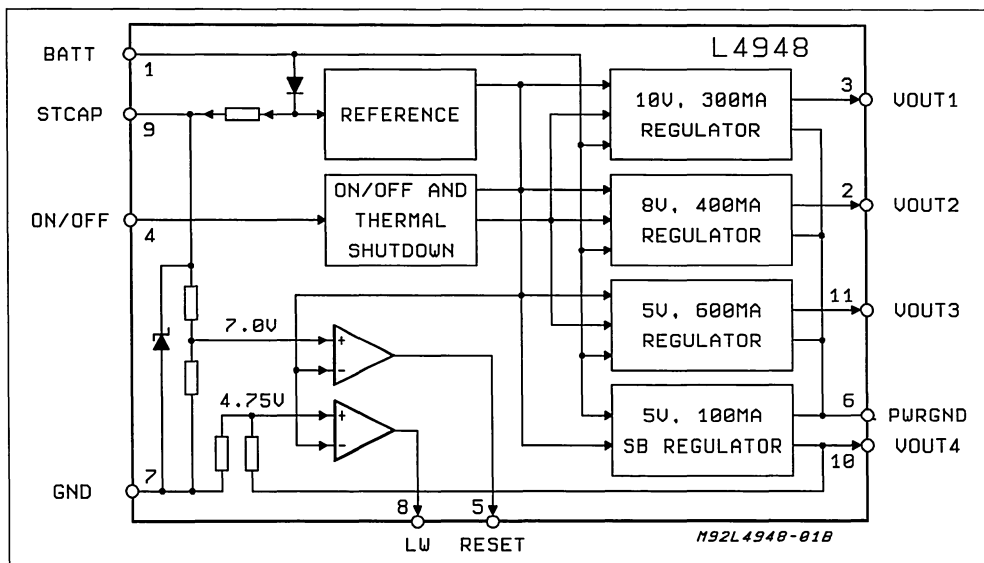 L4948
BATT
1
STCAP
9
ON/OFF
4
REFERENCE
ON/OFF AND
THERMAL
SHUTDOWN
10V, 300MA
REGULATOR
3
VOUT1
8V, 400MA
REGULATOR
2
VOUT2
5V, 600MA
REGULATOR
11
VOUT3
5V, 100MA
SB REGULATOR
6
PWRGND
10
VOUT4
7.0V
+
-
4.75V
+
-
7
GND
8
LW
5
RESET
M92L4948-01B